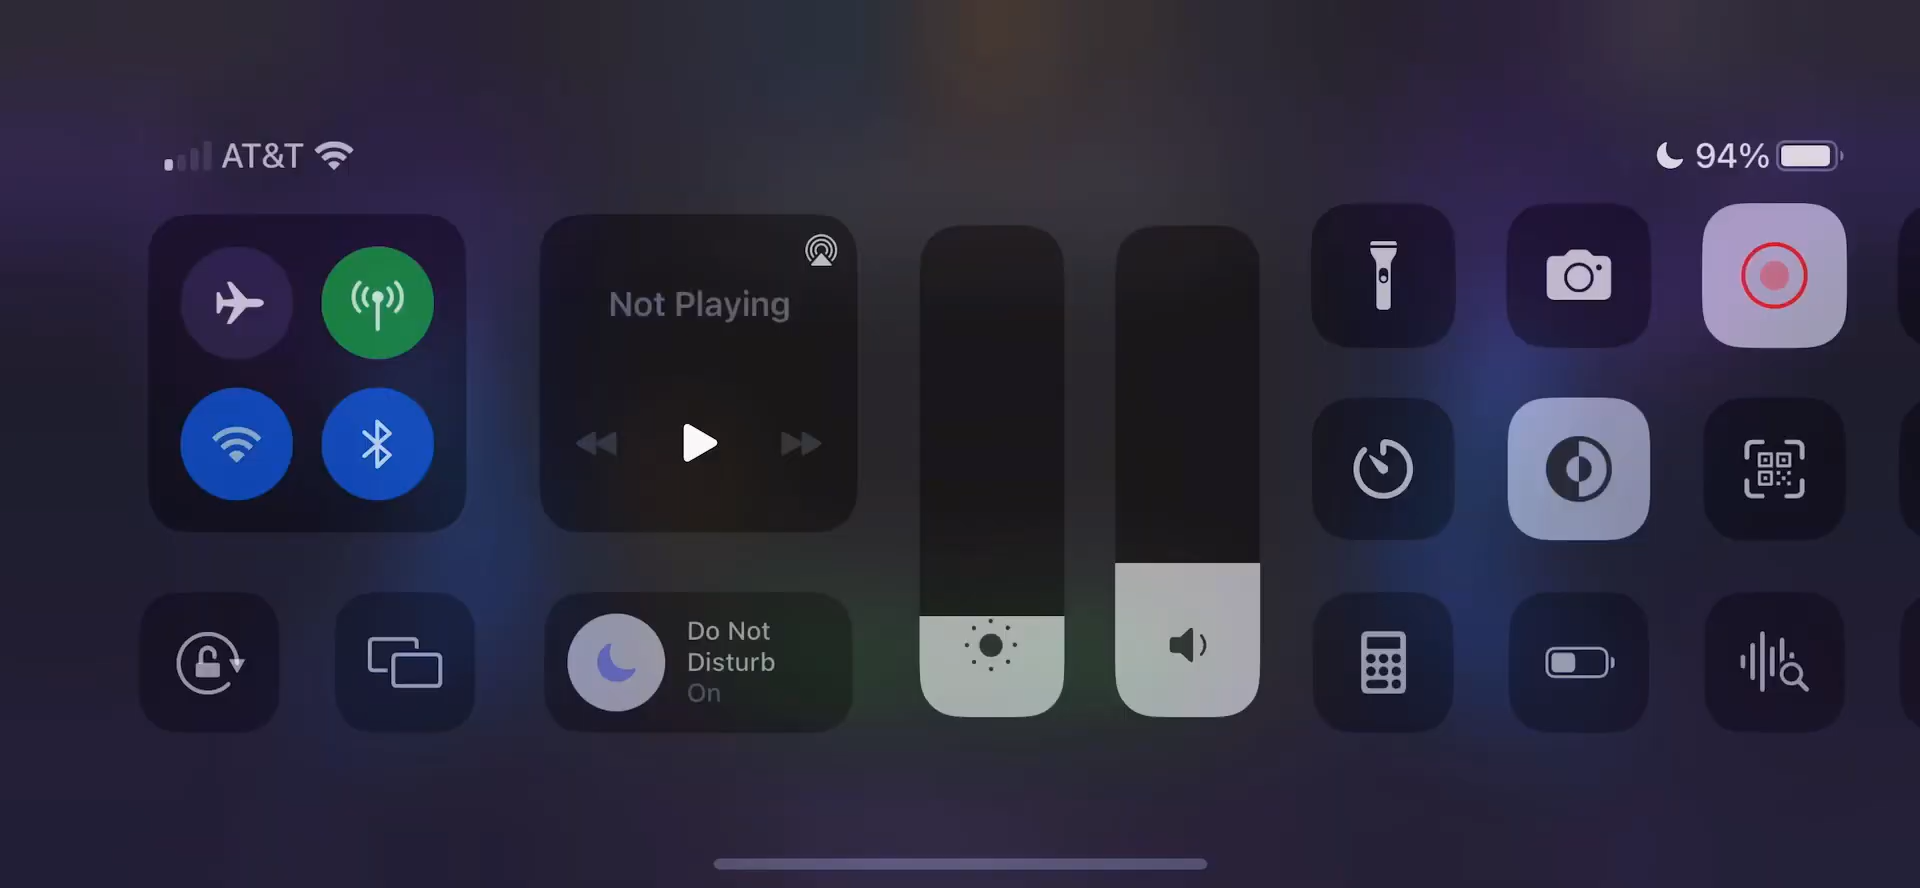 AT&T
94%
Not Playing
Do Not
Disturb
On